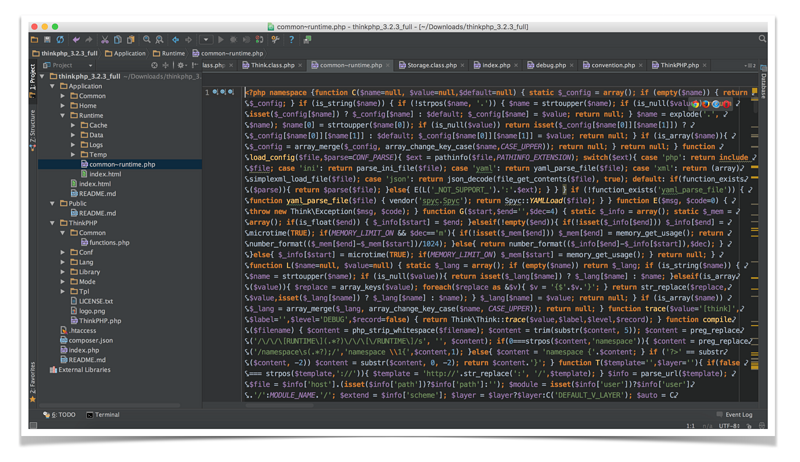 common-runtime.php - thinkphp_3.2.3_full - [~/Downloads/thinkphp_3.2.3_full]
thinkphp_3.2.3_full Application Runtime common-runtime.php
Project
lass.php Think.class.php common-runtime.php Storage.class.php index.php debug.php convention.php ThinkPHP.php
1: Project
Z: Structure
2: Favorites
Database
thinkphp_3.2.3_full ~/Downloads/thinkphp_3.2.3
Application
Common
Home
Runtime
Cache
Data
Logs
Temp
common-runtime.php
index.html
index.html
README.md
Public
README.md
ThinkPHP
Common
functions.php
Conf
Lang
Library
Mode
Tpl
LICENSE.txt
logo.png
ThinkPHP.php
.htaccess
composer.json
index.php
README.md
External Libraries
1
<?php namespace {function C($name=null, $value=null,$default=null) { static $_config = array(); if (empty($name)) { return
$_config; } if (is_string($name)) { if (!strpos($name, '.')) { $name = strtoupper($name); if (is_null($value)
isset($_config[$name]) ? $_config[$name] : $default; $_config[$name] = $value; return null; } $name = explode('.',
$name); $name[0] = strtoupper($name[0]); if (is_null($value)) return isset($_config[$name[0]][$name[1]]) ?
$_config[$name[0]][$name[1]] : $default; $_config[$name[0]][$name[1]] = $value; return null; } if (is_array($name)){
$_config = array_merge($_config, array_change_key_case($name,CASE_UPPER)); return null; } return null; } function
load_config($file,$parse=CONF_PARSE){ $ext = pathinfo($file,PATHINFO_EXTENSION); switch($ext){ case 'php': return include
$file; case 'ini': return parse_ini_file($file); case 'yaml': return yaml_parse_file($file); case 'xml': return (array)
simplexml_load_file($file); case 'json': return json_decode(file_get_contents($file), true); default: if(function_exists
($parse)){ return $parse($file); }else{ E(L('_NOT_SUPPORT_').':'.$ext); } } } if (!function_exists('yaml_parse_file')) {
function yaml_parse_file($file) { vendor('spyc.Spyc'); return Spyc::YAMLLoad($file); } } function E($msg, $code=0) {
throw new Think\Exception($msg, $code); } function G($start,$end='',$dec=4) { static $_info = array(); static $_mem =
array(); if(is_float($end)) { $_info[$start] = $end; }elseif(!empty($end)){ if(!isset($_info[$end])) $_info[$end] =
microtime(TRUE); if(MEMORY_LIMIT_ON && $dec=='m'){ if(!isset($_mem[$end])) $_mem[$end] = memory_get_usage(); return
number_format(($_mem[$end]-$_mem[$start])/1024); }else{ return number_format(($_info[$end]-$_info[$start]),$dec); }
}else{ $_info[$start] = microtime(TRUE); if(MEMORY_LIMIT_ON) $_mem[$start] = memory_get_usage(); } return null; }
function L($name=null, $value=null) { static $_lang = array(); if (empty($name)) return $_lang; if (is_string($name)) {
$name = strtoupper($name); if (is_null($value)){ return isset($_lang[$name]) ? $_lang[$name] : $name; }elseif(is_array
($value)){ $replace = array_keys($value); foreach($replace as &$v){ $v = '{$'.$v.'}'; } return str_replace($replace,
$value,isset($_lang[$name]) ? $_lang[$name] : $name); } $_lang[$name] = $value; return null; } if (is_array($name))
$_lang = array_merge($_lang, array_change_key_case($name, CASE_UPPER)); return null; } function trace($value='[think]',
$label='',$level='DEBUG',$record=false) { return Think\Think::trace($value,$label,$level,$record); } function compile
($filename) { $content = php_strip_whitespace($filename); $content = trim(substr($content, 5)); $content = preg_replace
('/\/\/\[RUNTIME\](.*?)\/\/\[\/RUNTIME\]/s', '', $content); if(0===strpos($content,'namespace')){ $content = preg_replace
('/namespace\s(.*?);/','namespace \\1{',$content,1); }else{ $content = 'namespace {'.$content; } if ('?>' == substr
($content, -2)) $content = substr($content, 0, -2); return $content.'}'; } function T($template='',$layer=''){ if(false
=== strpos($template,'://')){ $template = 'http://'.str_replace(':', '/',$template); } $info = parse_url($template);
$file = $info['host'].(isset($info['path'])?$info['path']:''); $module = isset($info['user'])?$info['user']
.'/':MODULE_NAME.'/'; $extend = $info['scheme']; $layer = $layer?$layer:C('DEFAULT_V_LAYER'); $auto = C
6: TODO Terminal Event Log
1:1 n/a UTF-8